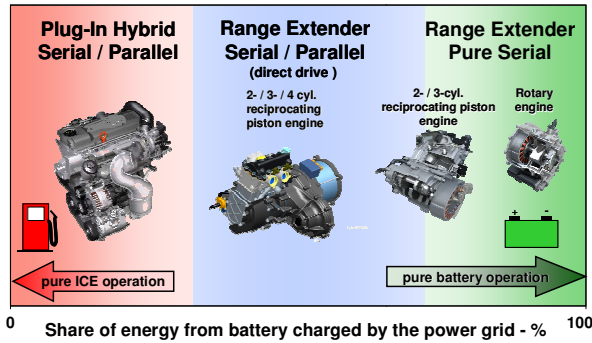 Plug-In Hybrid
Serial / Parallel
Range Extender
Serial / Parallel
(direct drive )
2- / 3- / 4 cyl.
reciprocating
piston engine
Range Extender
Pure Serial
2- / 3-cyl.
reciprocating piston
engine
Rotary
engine
+ -
pure ICE operation
pure battery operation
0
100
Share of energy from battery charged by the power grid - %